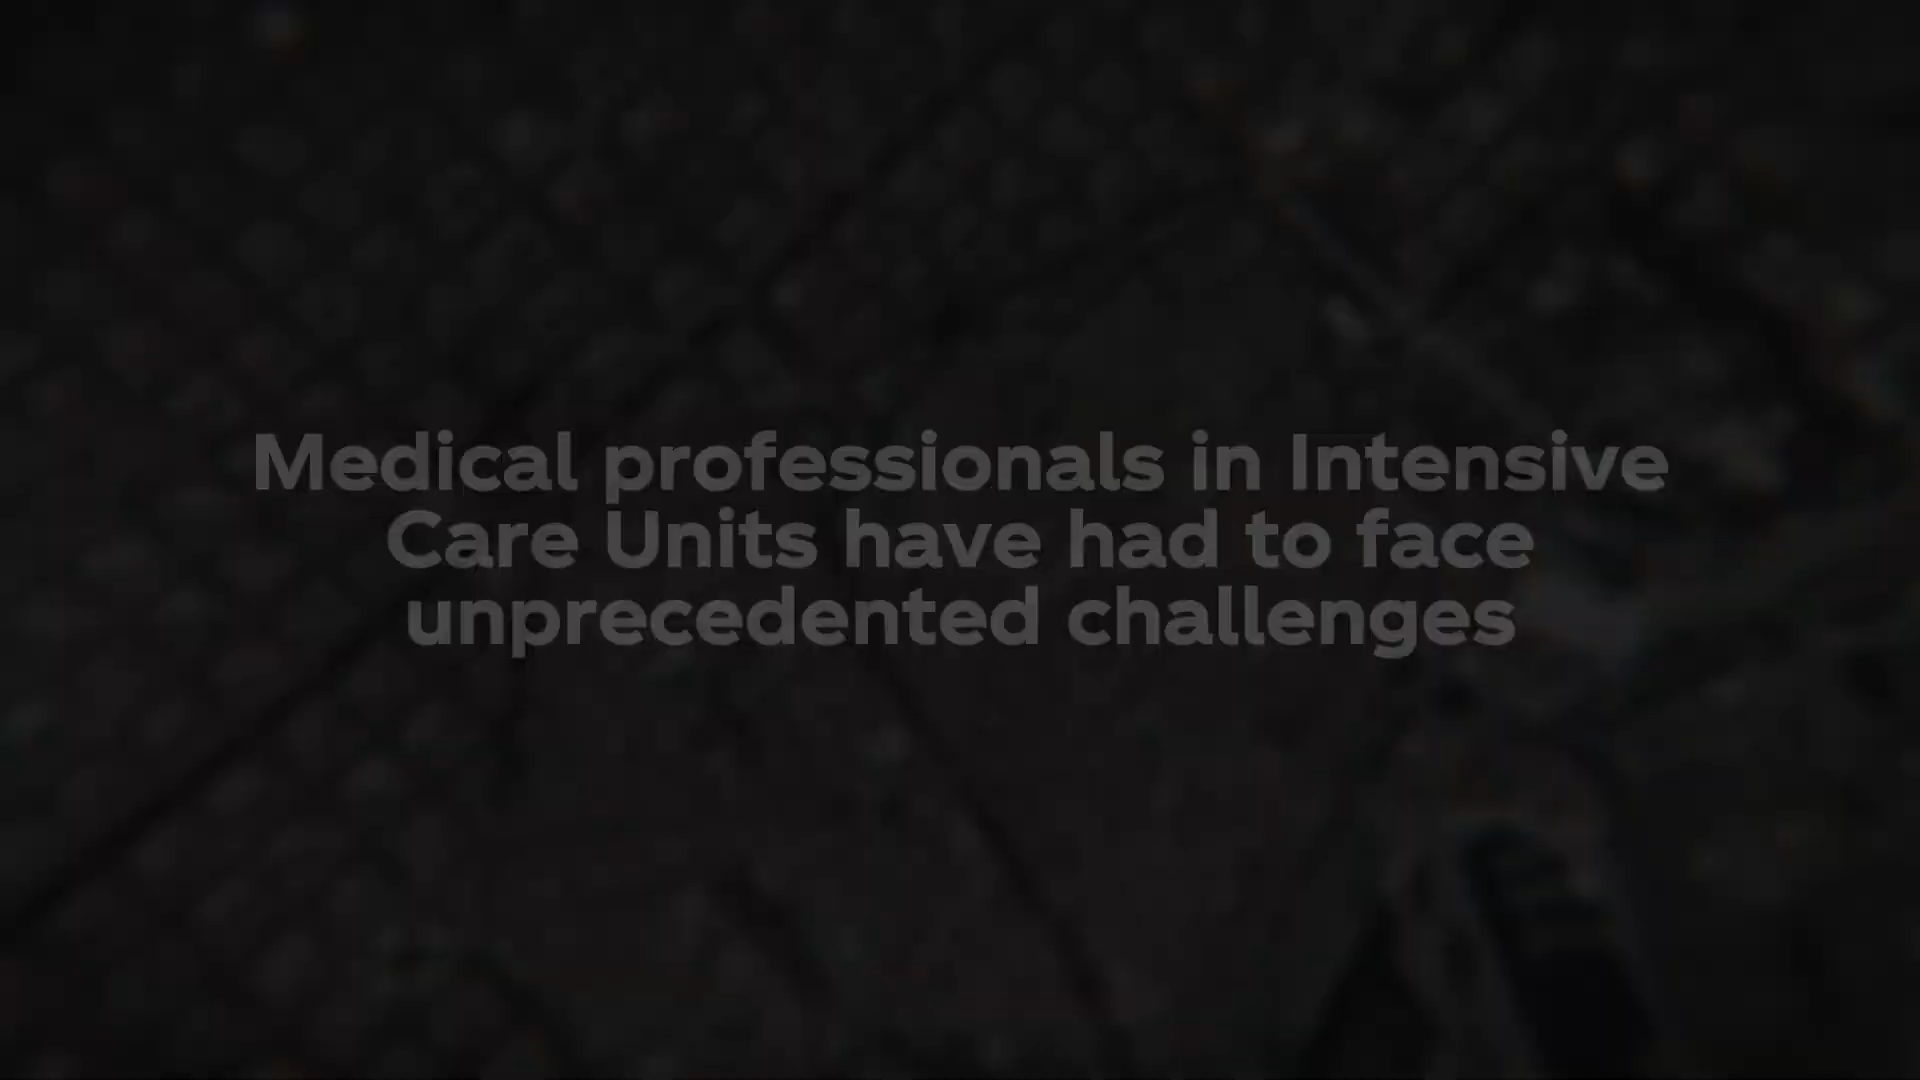 Medical professionals in Intensive
Care Units have had to face
unprecedented challenges